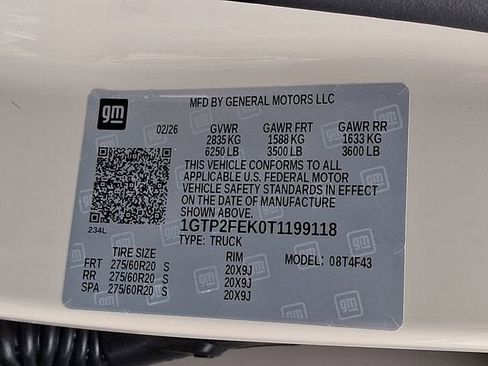 MFD BY GENERAL MOTORS LLC
gm
02/26 GVWR GAWR FRT GAWR RR
2835 KG 1588 KG 1633 KG
6250 LB 3500 LB 3600 LB
THIS VEHICLE CONFORMS TO ALL
APPLICABLE U.S. FEDERAL MOTOR
VEHICLE SAFETY STANDARDS IN EFFECT
ON THE DATE OF MANUFACTURE
SHOWN ABOVE.
234L 1GTP2FEK0T1199118
TYPE: TRUCK MODEL: 08T4F43
TIRE SIZE RIM
FRT 275/60R20 S 20X9J
RR 275/60R20 S 20X9J
SPA 275/60R20 S 20X9J